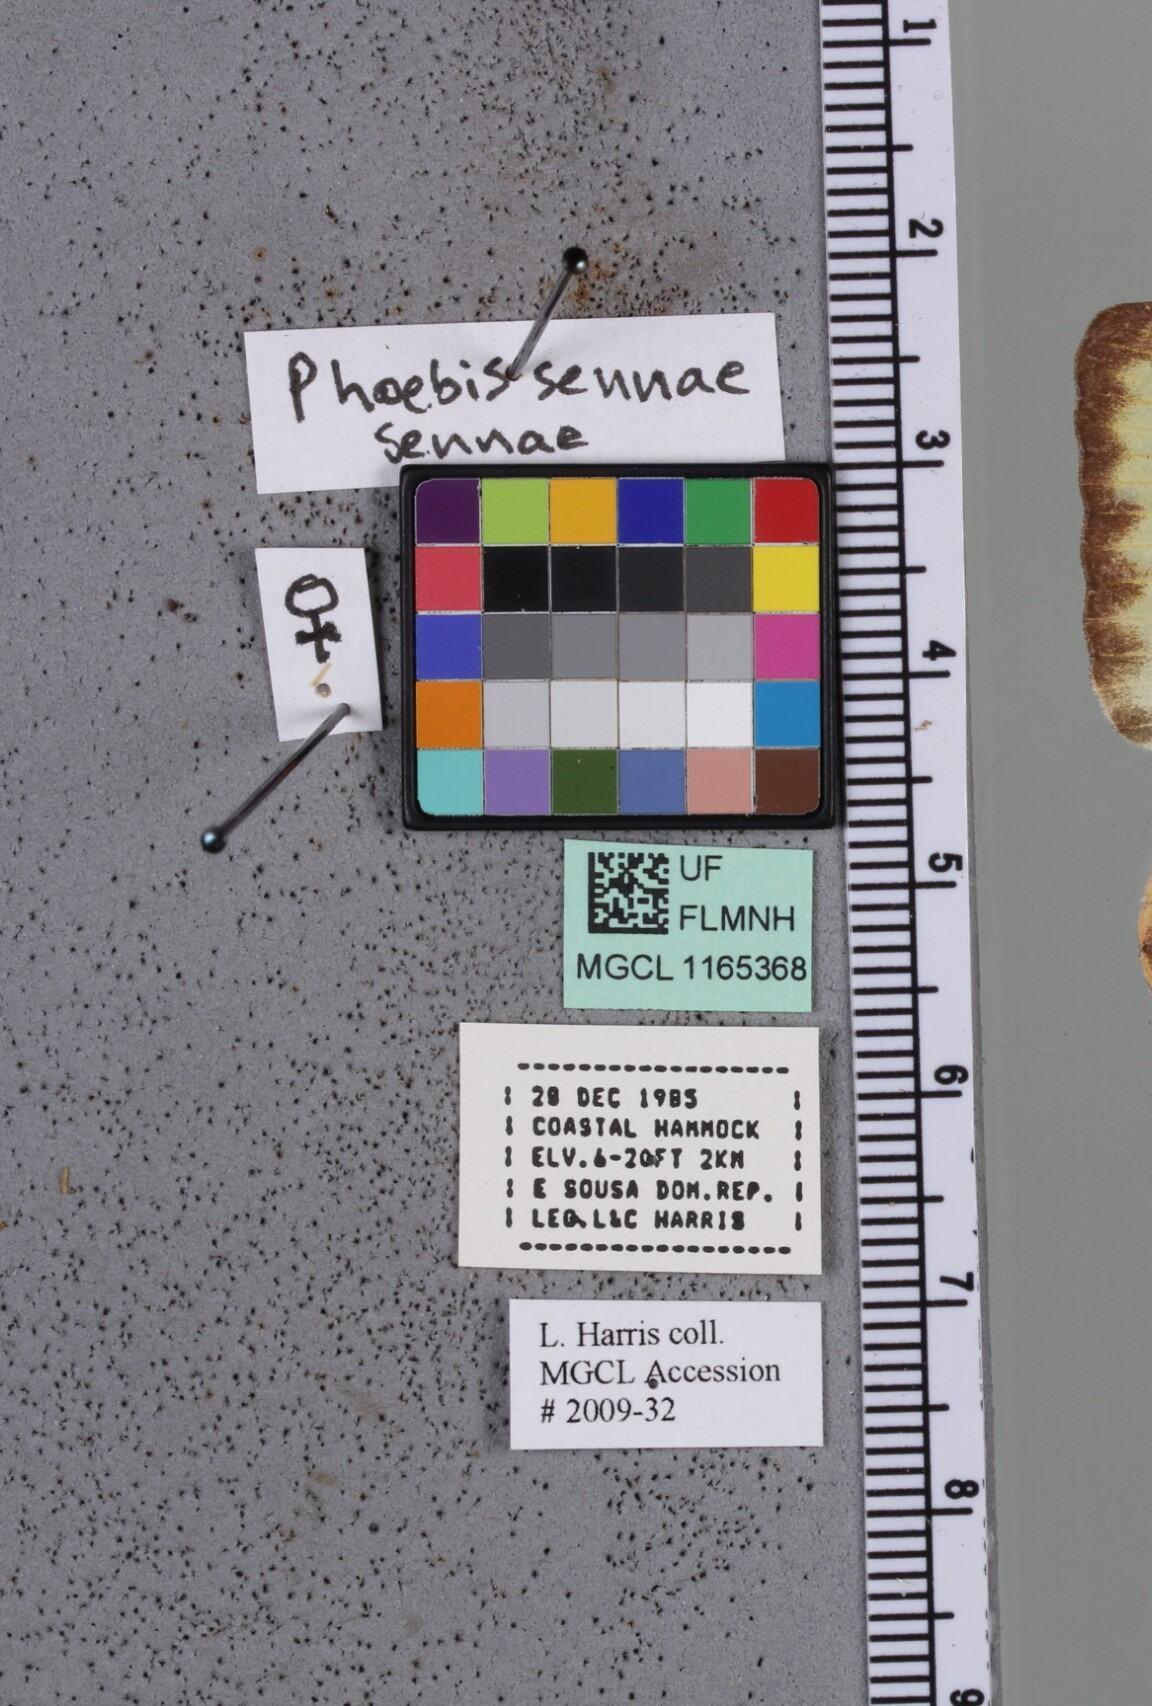 Phoebis sennae
sennae
♀
UF
FLMNH
MGCL 1165368
28 DEC 1985
COASTAL HAMMOCK
ELV.6-20FT 2KM
E SOUSA DOM.REP.
LEG.L&C HARRIS
L. Harris coll.
MGCL Accession
# 2009-32
1
2
3
4
5
6
7
8
9